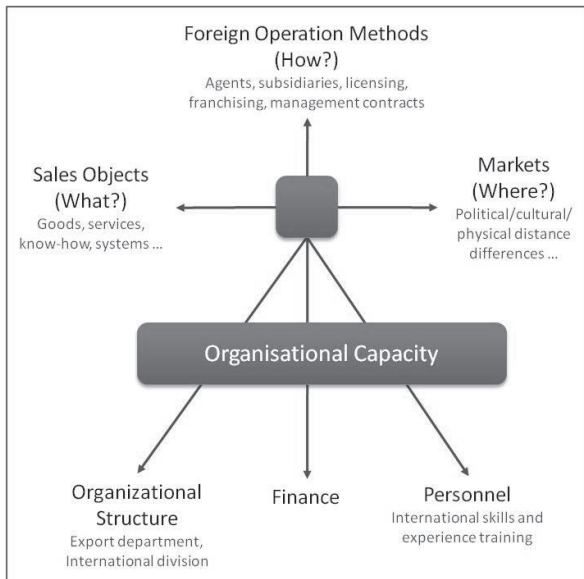 Foreign Operation Methods
(How?)
Agents, subsidiaries, licensing,
franchising, management contracts
Sales Objects
(What?)
Goods, services,
know-how, systems ...
Markets
(Where?)
Political/cultural/
physical distance
differences ...
Organisational Capacity
Organizational
Structure
Export department,
International division
Finance
Personnel
International skills and
experience training